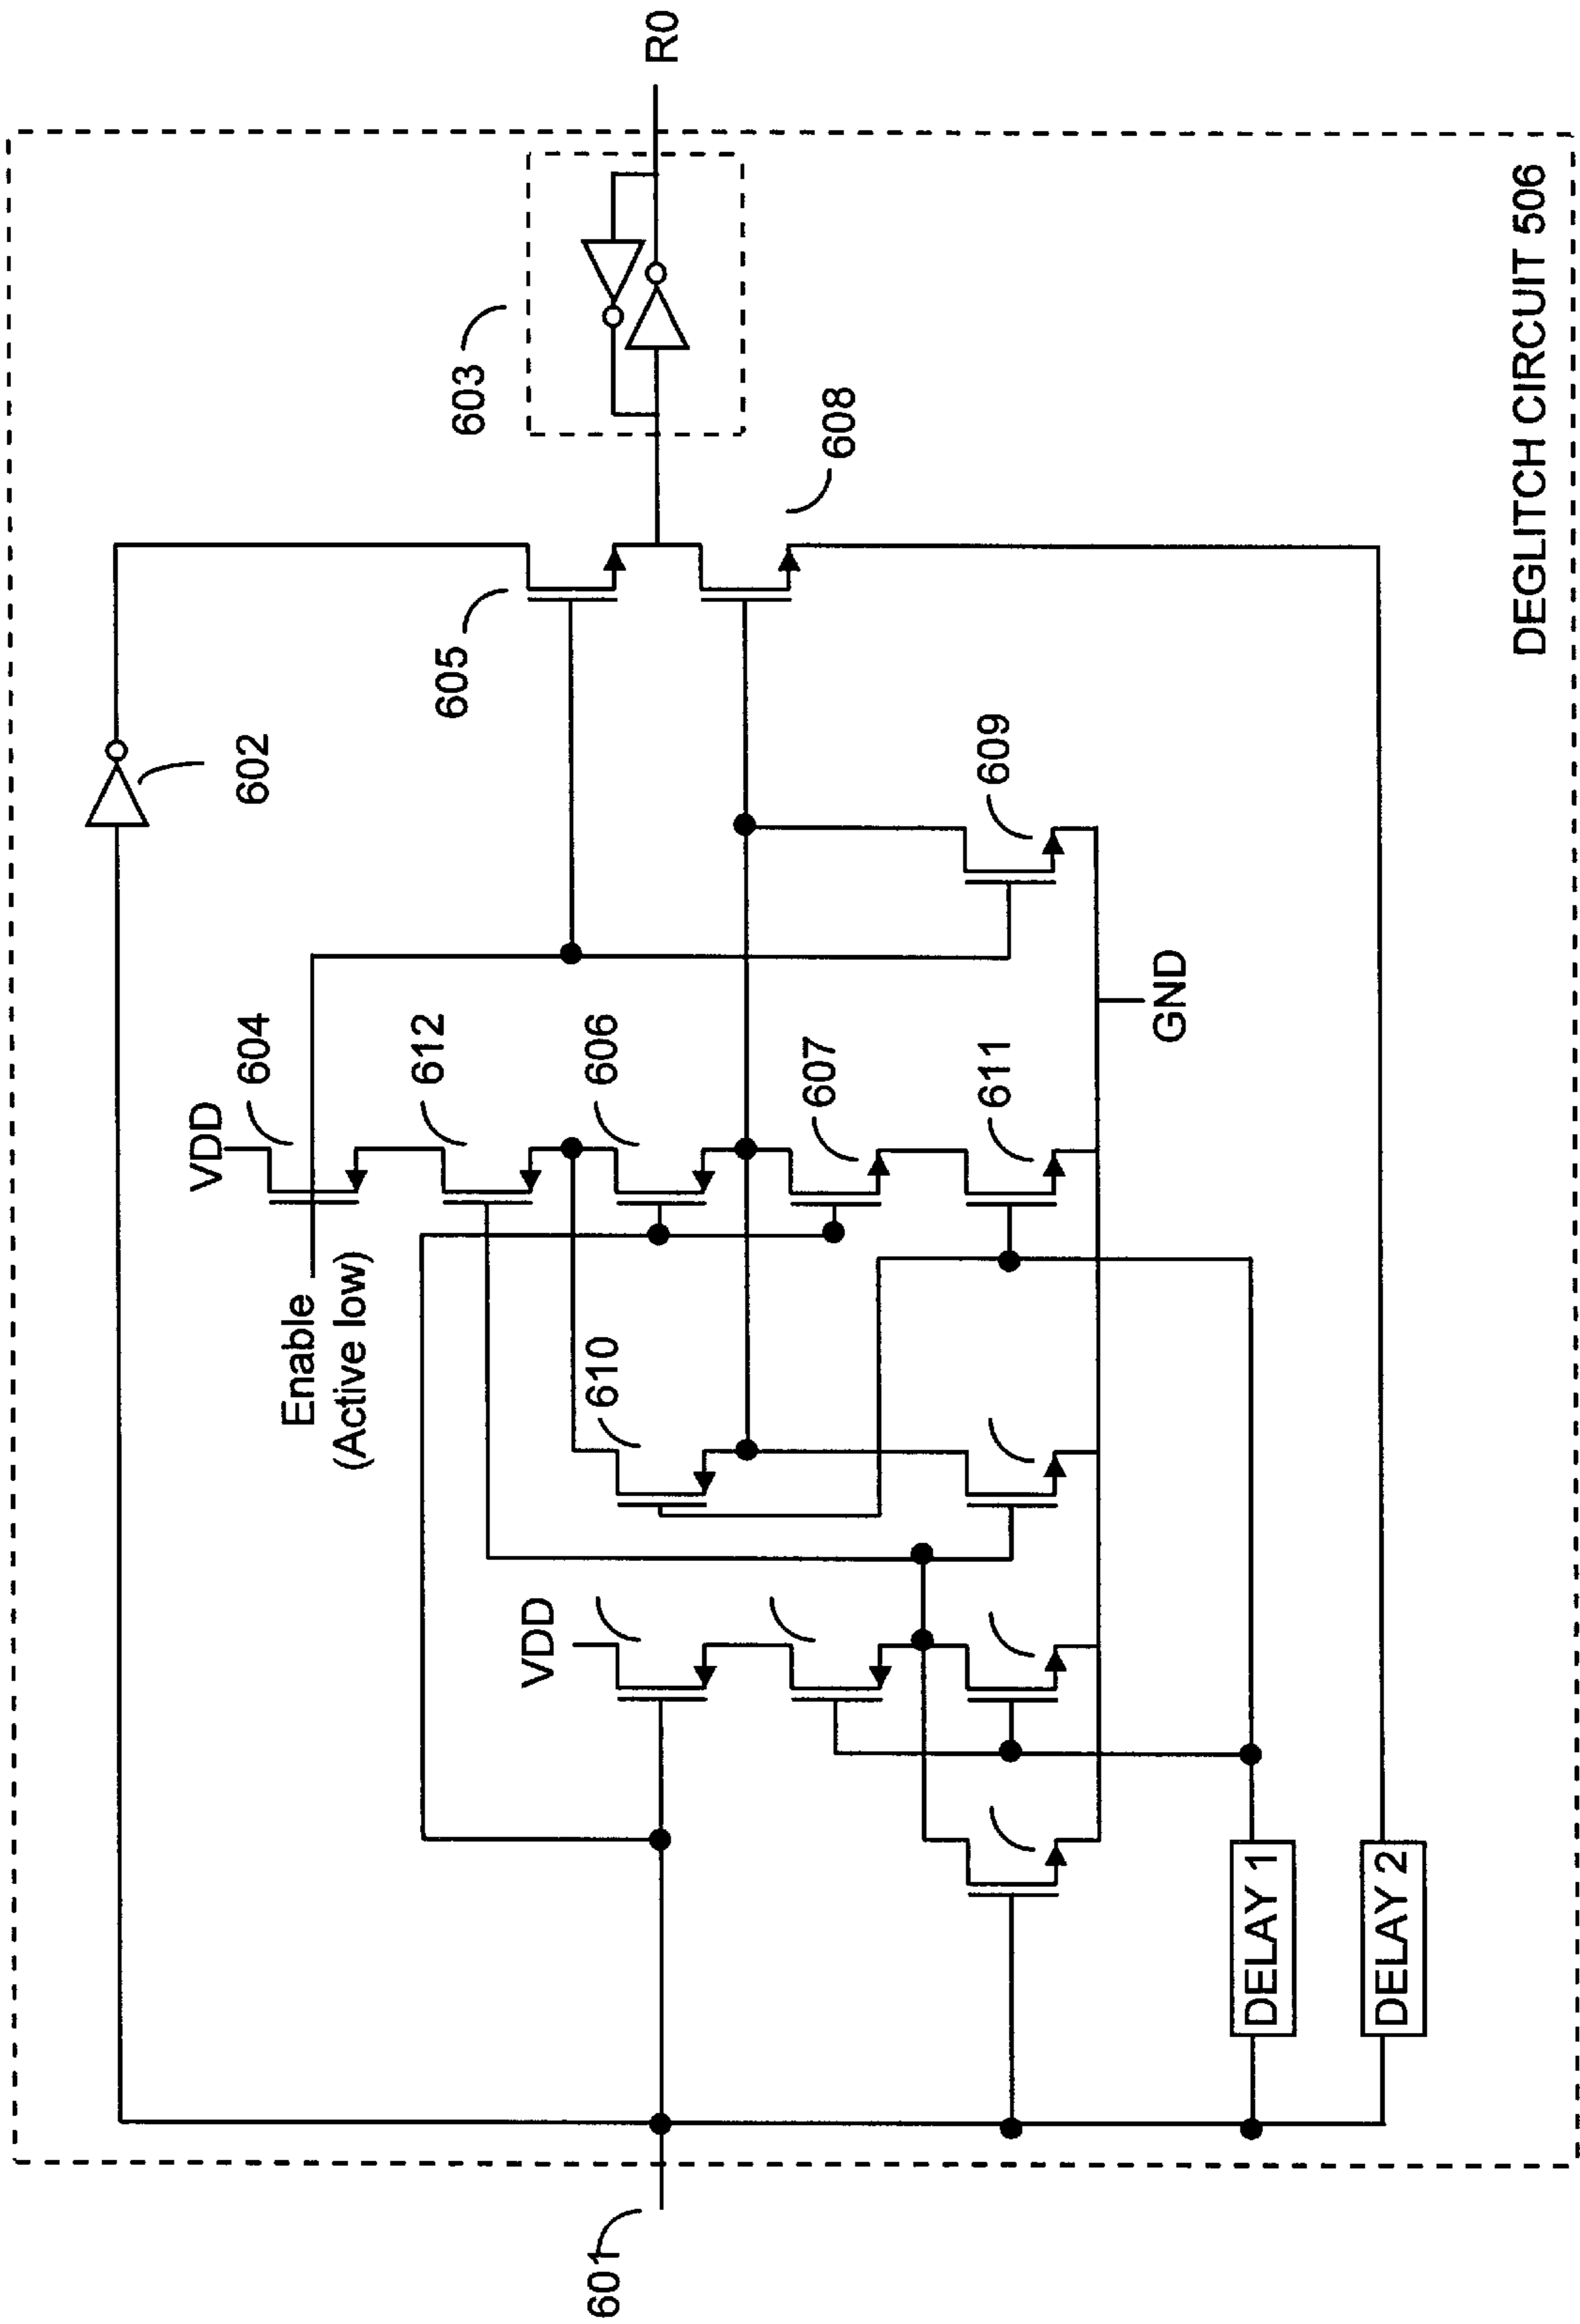 R0
603
608
605
602
609
604
612
606
607
611
VDD
GND
Enable
(Active low)
610
VDD
DELAY 1
DELAY 2
601
DEGLITCH CIRCUIT 506